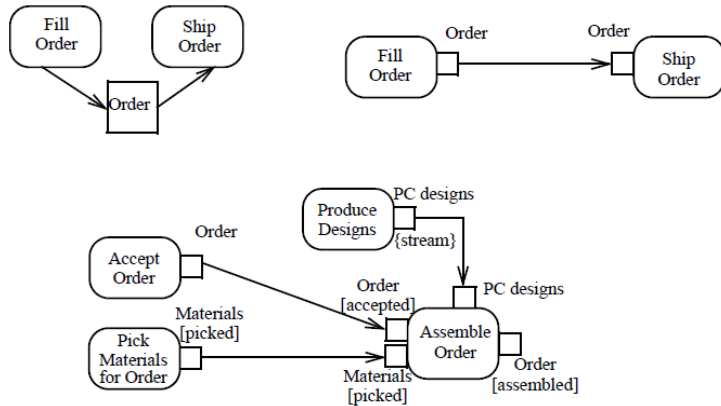 Fill
Order
Ship
Order
Order
Order
Order
Fill
Order
Ship
Order
PC designs
Produce
Designs
{stream}
Order
Accept
Order
Order
[accepted]
PC designs
Materials
[picked]
Assemble
Order
Pick
Materials
for Order
Materials
[picked]
Order
[assembled]